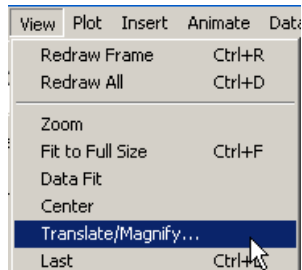 View Plot Insert Animate Data
Redraw Frame Ctrl+R
Redraw All Ctrl+D
Zoom
Fit to Full Size Ctrl+F
Data Fit
Center
Translate/Magnify...
Last